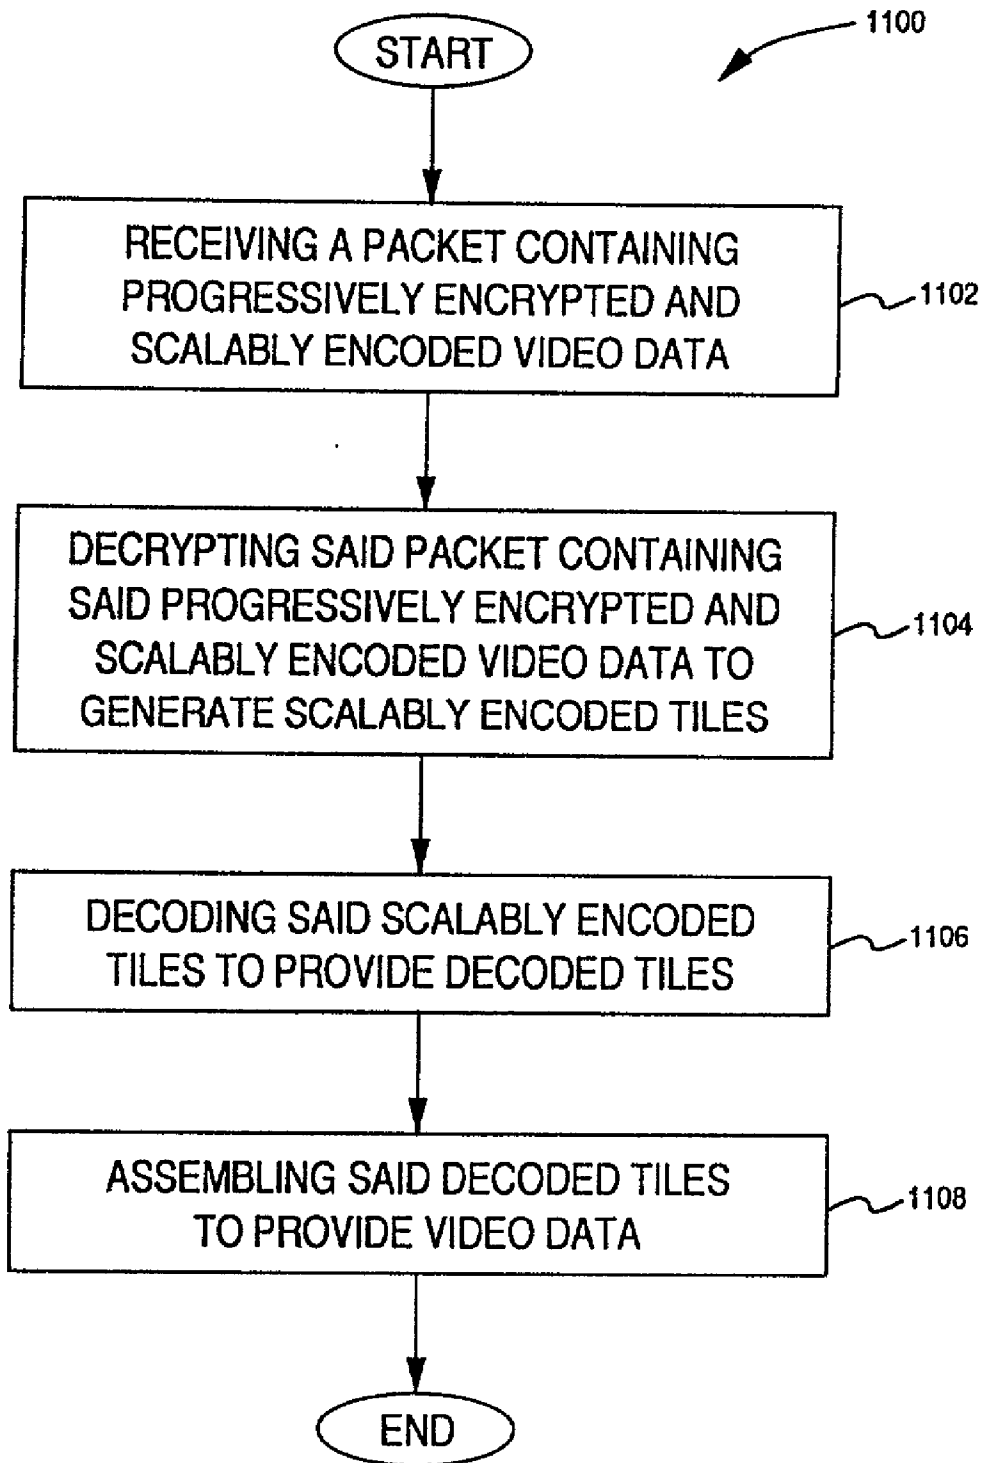 1100
START
RECEIVING A PACKET CONTAINING
PROGRESSIVELY ENCRYPTED AND
SCALABLY ENCODED VIDEO DATA
1102
DECRYPTING SAID PACKET CONTAINING
SAID PROGRESSIVELY ENCRYPTED AND
SCALABLY ENCODED VIDEO DATA TO
GENERATE SCALABLY ENCODED TILES
1104
DECODING SAID SCALABLY ENCODED
TILES TO PROVIDE DECODED TILES
1106
ASSEMBLING SAID DECODED TILES
TO PROVIDE VIDEO DATA
1108
END